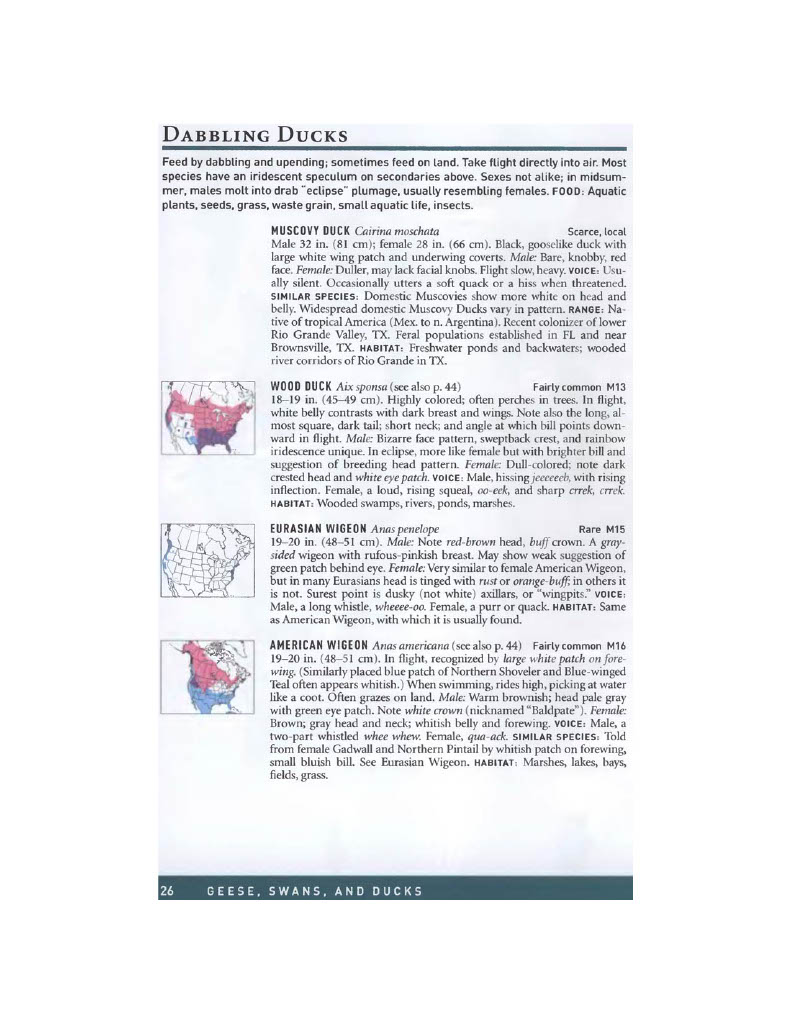 DABBLING DUCKS
Feed by dabbling and upending; sometimes feed on land. Take flight directly into air. Most
species have an iridescent speculum on secondaries above. Sexes not alike; in midsum-
mer, males molt into drab "eclipse" plumage, usually resembling females. FOOD: Aquatic
plants, seeds, grass, waste grain, small aquatic life, insects.
MUSCOVY DUCK Cairina moschata Scarce, local
Male 32 in. (81 cm); female 28 in. (66 cm). Black, gooselike duck with
large white wing patch and underwing coverts. Male: Bare, knobby, red
face. Female: Duller, may lack facial knobs. Flight slow, heavy. VOICE: Usu-
ally silent. Occasionally utters a soft quack or a hiss when threatened.
SIMILAR SPECIES: Domestic Muscovies show more white on head and
belly. Widespread domestic Muscovy Ducks vary in pattern. RANGE: Na-
tive of tropical America (Mex. to n. Argentina). Recent colonizer of lower
Rio Grande Valley, TX. Feral populations established in FL and near
Brownsville, TX. HABITAT: Freshwater ponds and backwaters; wooded
river corridors of Rio Grande in TX.
WOOD DUCK Aix sponsa (see also p. 44) Fairly common M13
18–19 in. (45–49 cm). Highly colored; often perches in trees. In flight,
white belly contrasts with dark breast and wings. Note also the long, al-
most square, dark tail; short neck; and angle at which bill points down-
ward in flight. Male: Bizarre face pattern, sweptback crest, and rainbow
iridescence unique. In eclipse, more like female but with brighter bill and
suggestion of breeding head pattern. Female: Dull-colored; note dark
crested head and white eye patch. VOICE: Male, hissing jeeeeeeb, with rising
inflection. Female, a loud, rising squeal, oo-eek, and sharp crrek, crrek.
HABITAT: Wooded swamps, rivers, ponds, marshes.
EURASIAN WIGEON Anas penelope Rare M15
19–20 in. (48–51 cm). Male: Note red-brown head, buff crown. A gray-
sided wigeon with rufous-pinkish breast. May show weak suggestion of
green patch behind eye. Female: Very similar to female American Wigeon,
but in many Eurasians head is tinged with rust or orange-buff; in others it
is not. Surest point is dusky (not white) axillars, or "wingpits." VOICE:
Male, a long whistle, wheeee-oo. Female, a purr or quack. HABITAT: Same
as American Wigeon, with which it is usually found.
AMERICAN WIGEON Anas americana (see also p. 44) Fairly common M16
19–20 in. (48–51 cm). In flight, recognized by large white patch on fore-
wing. (Similarly placed blue patch of Northern Shoveler and Blue-winged
Teal often appears whitish.) When swimming, rides high, picking at water
like a coot. Often grazes on land. Male: Warm brownish; head pale gray
with green eye patch. Note white crown (nicknamed "Baldpate"). Female:
Brown; gray head and neck; whitish belly and forewing. VOICE: Male, a
two-part whistled whee whew. Female, qua-ack. SIMILAR SPECIES: Told
from female Gadwall and Northern Pintail by whitish patch on forewing,
small bluish bill. See Eurasian Wigeon. HABITAT: Marshes, lakes, bays,
fields, grass.
26 GEESE, SWANS, AND DUCKS